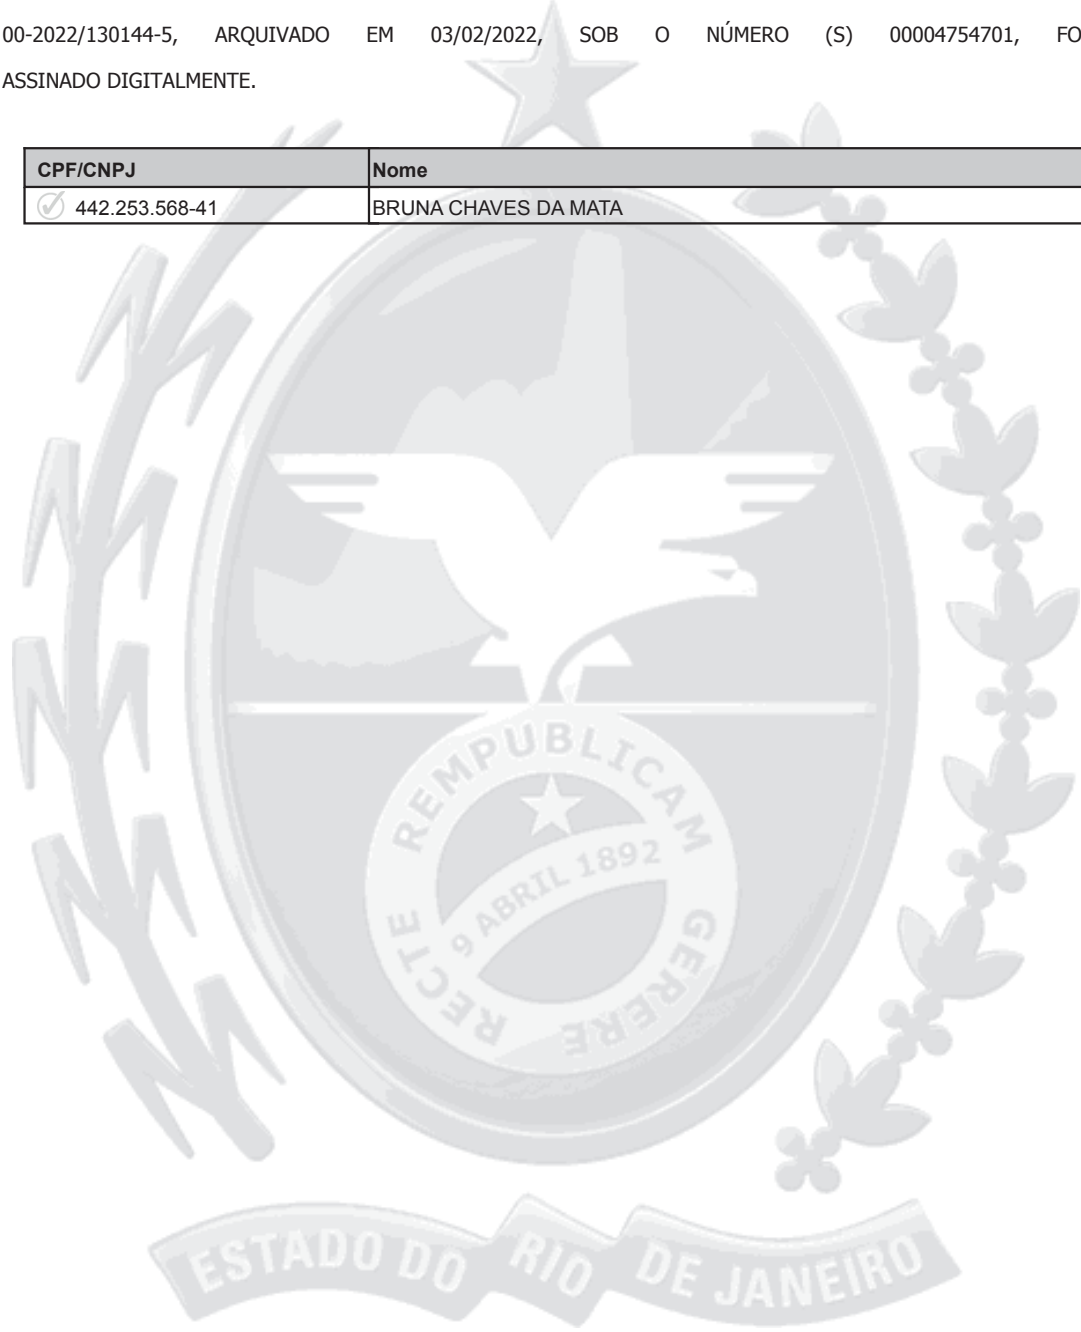 00-2022/130144-5, ARQUIVADO EM 03/02/2022, SOB O NÚMERO (S) 00004754701, FO
ASSINADO DIGITALMENTE.
CPF/CNPJ Nome
442.253.568-41 BRUNA CHAVES DA MATA
RECTE REMPUBLICAM GERERE
9 ABRIL 1892
ESTADO DO RIO DE JANEIRO